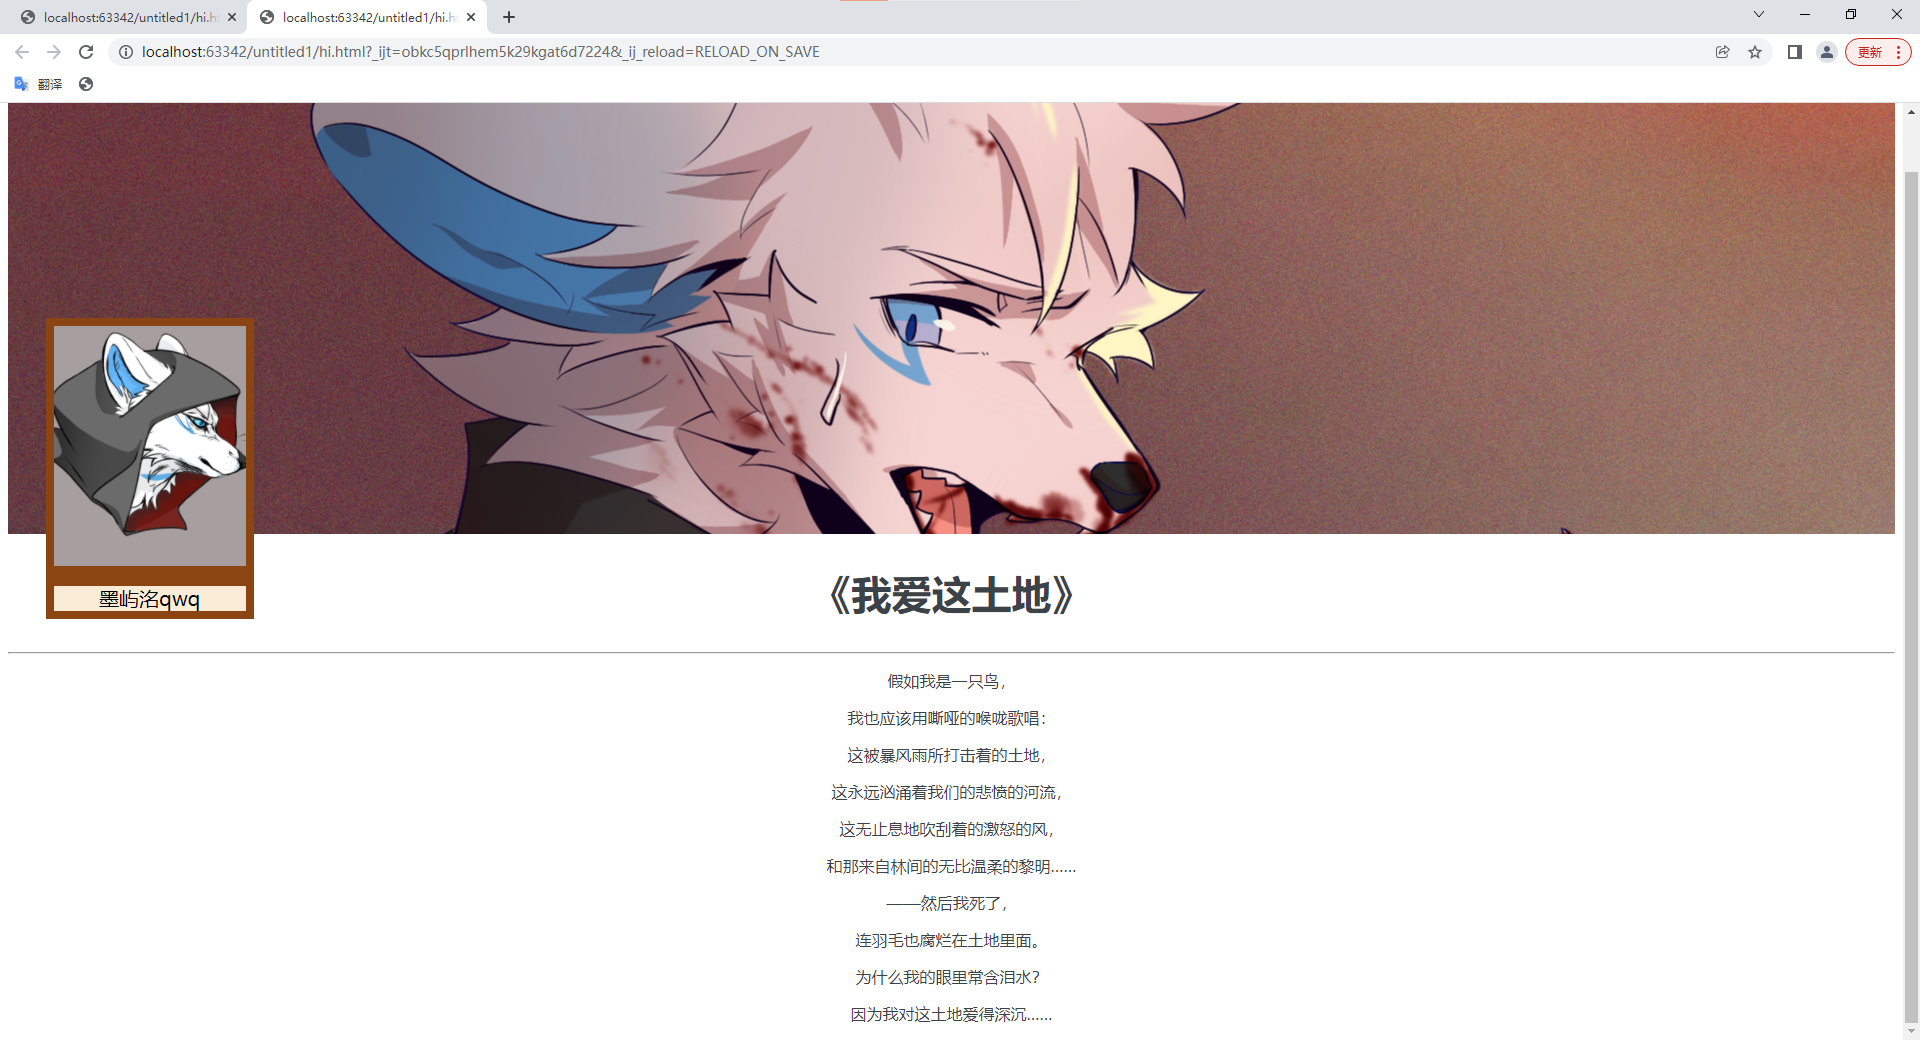 localhost:63342/untitled1/hi.h
localhost:63342/untitled1/hi.h
localhost:63342/untitled1/hi.html?_ijt=obkc5qprlhem5k29kgat6d7224&_ij_reload=RELOAD_ON_SAVE
更新
翻译
墨屿洺qwq
《我爱这土地》
假如我是一只鸟，
我也应该用嘶哑的喉咙歌唱：
这被暴风雨所打击着的土地，
这永远汹涌着我们的悲愤的河流，
这无止息地吹刮着的激怒的风，
和那来自林间的无比温柔的黎明……
——然后我死了，
连羽毛也腐烂在土地里面。
为什么我的眼里常含泪水？
因为我对这土地爱得深沉……